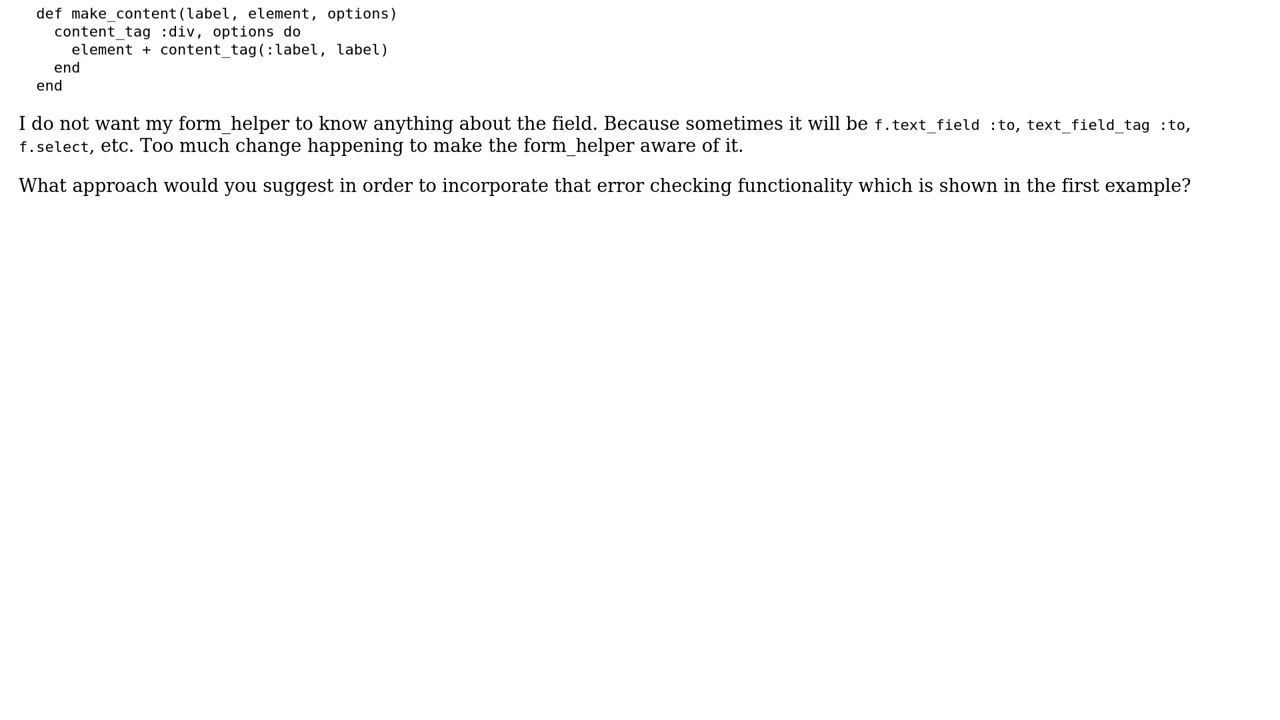 def make_content(label, element, options)
  content_tag :div, options do
    element + content_tag(:label, label)
  end
end
I do not want my form_helper to know anything about the field. Because sometimes it will be f.text_field :to, text_field_tag :to,
f.select, etc. Too much change happening to make the form_helper aware of it.
What approach would you suggest in order to incorporate that error checking functionality which is shown in the first example?